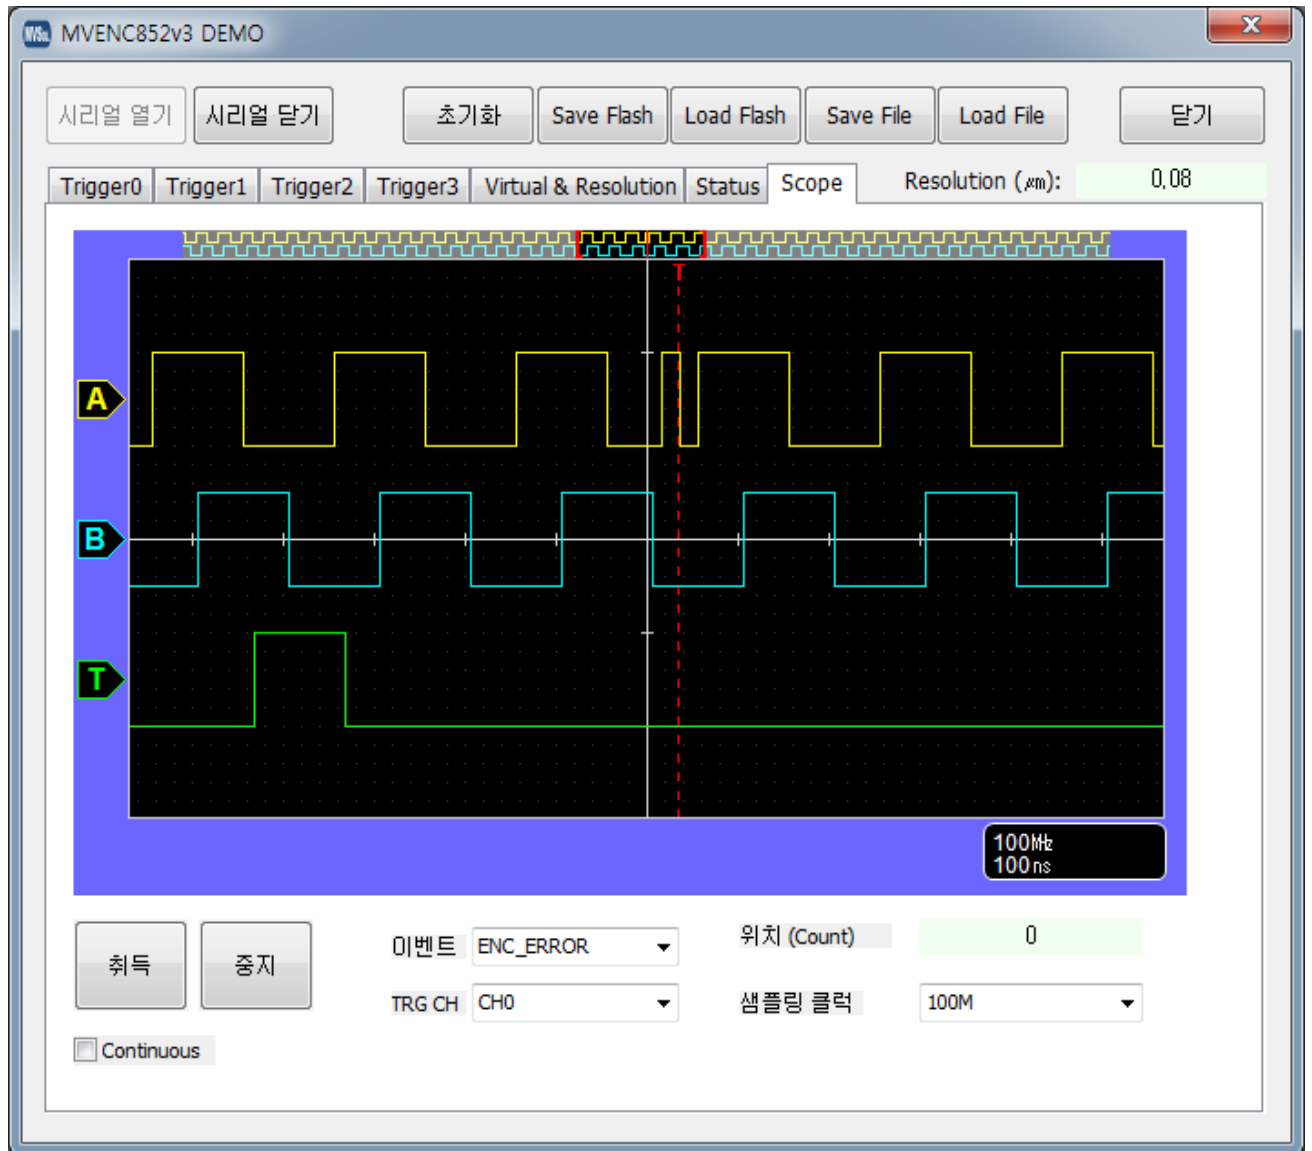 MVSol MVENC852v3 DEMO X
시리얼 열기 시리얼 닫기 초기화 Save Flash Load Flash Save File Load File 닫기
Trigger0 Trigger1 Trigger2 Trigger3 Virtual & Resolution Status Scope Resolution (㎛): 0,08
T
A
B
T
100㎒
100㎱
취득 중지 이벤트 ENC_ERROR 위치 (Count) 0
TRG CH CH0 샘플링 클럭 100M
Continuous